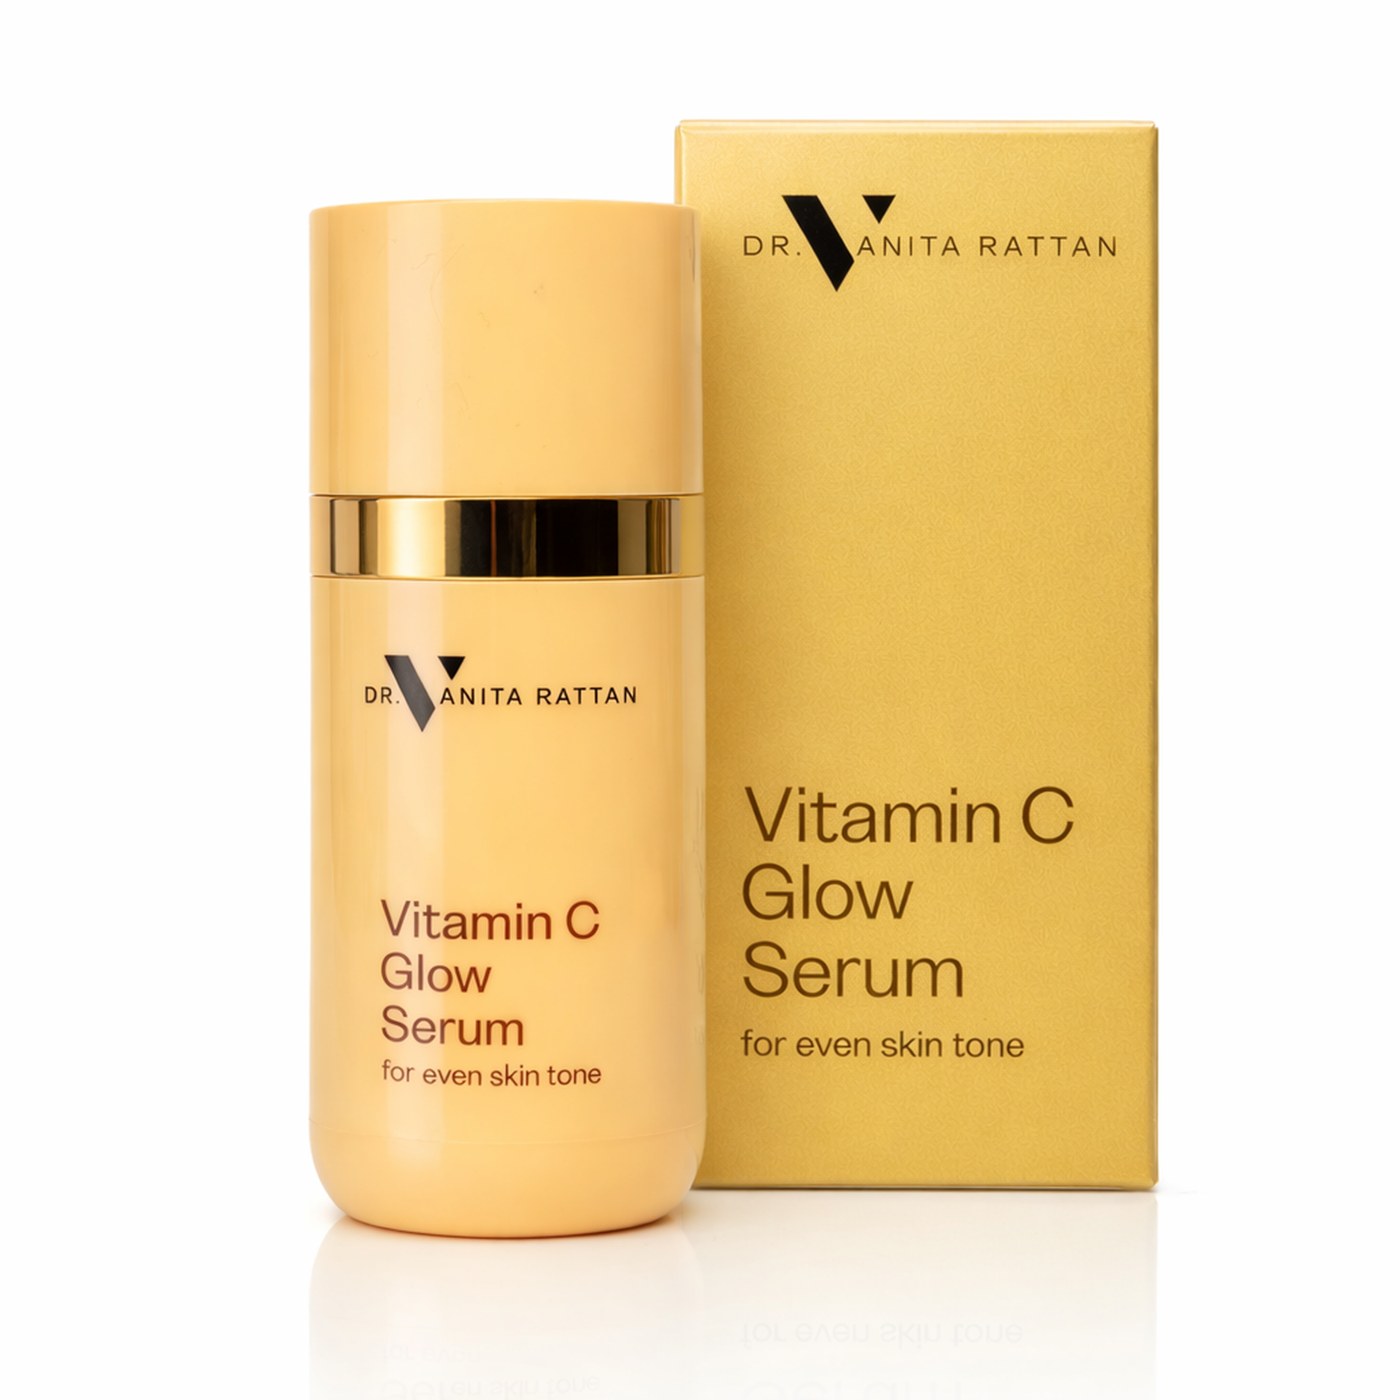 DR. VANITA RATTAN
Vitamin C
Glow
Serum
for even skin tone
DR. VANITA RATTAN
Vitamin C
Glow
Serum
for even skin tone